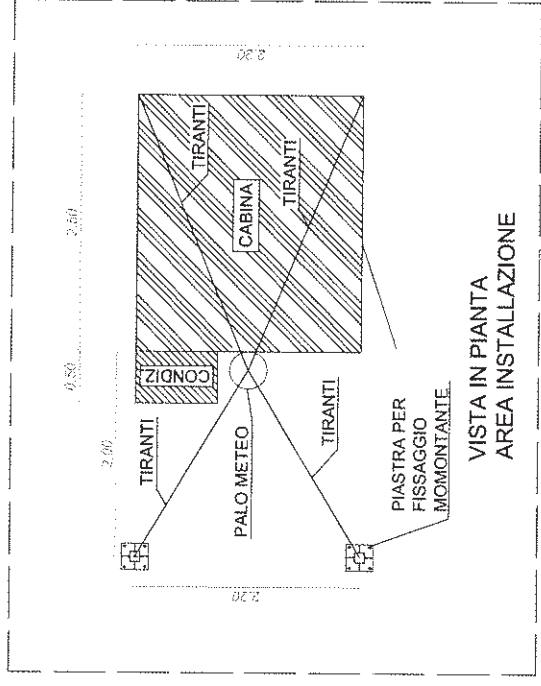 2.20
2.50
0.50
2.00
TIRANTI
TIRANTI
CABINA
CONDIZ
TIRANTI
PALO METEO
TIRANTI
2.20
PIASTRA PER
FISSAGGIO
MOMONTANTE
VISTA IN PIANTA
AREA INSTALLAZIONE